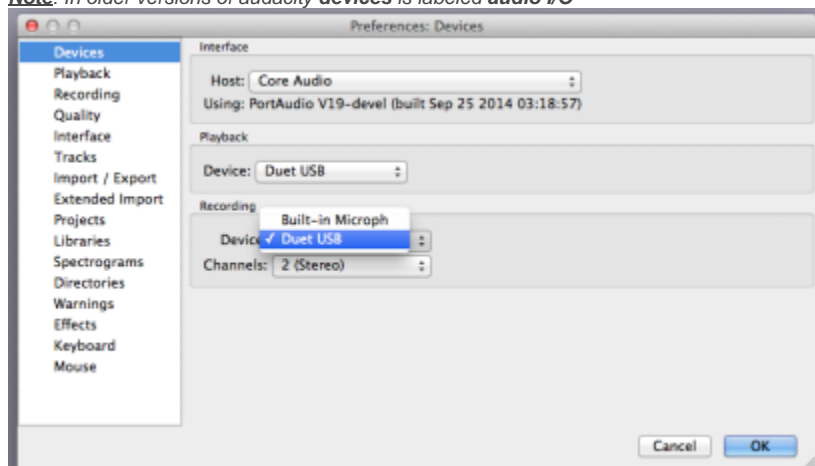 Note: In older versions of audacity devices is labeled audio I/O
Preferences: Devices
Devices
Playback
Recording
Quality
Interface
Tracks
Import / Export
Extended Import
Projects
Libraries
Spectrograms
Directories
Warnings
Effects
Keyboard
Mouse
Interface
Host: Core Audio
Using: PortAudio V19-devel (built Sep 25 2014 03:18:57)
Playback
Device: Duet USB
Recording
Built-in Microph
Device ✓ Duet USB
Channels: 2 (Stereo)
Cancel OK